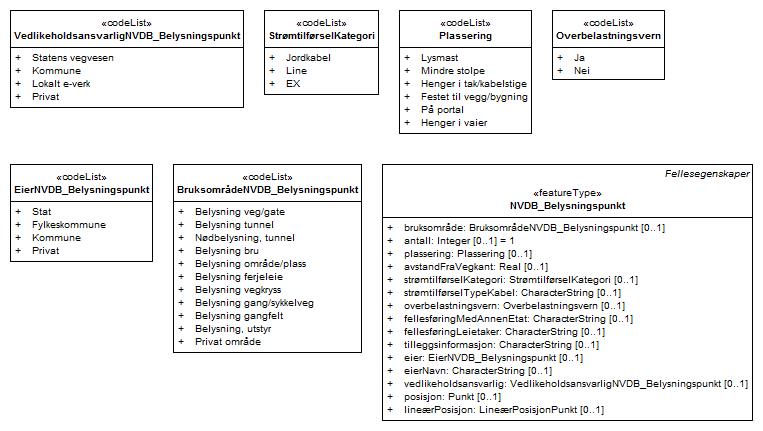 «codeList»
VedlikeholdsansvarligNVDB_Belysningspunkt
+ Statens vegvesen
+ Kommune
+ Lokalt e-verk
+ Privat
«codeList»
StrømtilførselKategori
+ Jordkabel
+ Line
+ EX
«codeList»
Plassering
+ Lysmast
+ Mindre stolpe
+ Henger i tak/kabelstige
+ Festet til vegg/bygning
+ På portal
+ Henger i vaier
«codeList»
Overbelastningsvern
+ Ja
+ Nei
«codeList»
EierNVDB_Belysningspunkt
+ Stat
+ Fylkeskommune
+ Kommune
+ Privat
«codeList»
BruksområdeNVDB_Belysningspunkt
+ Belysning veg/gate
+ Belysning tunnel
+ Nødbelysning, tunnel
+ Belysning bru
+ Belysning område/plass
+ Belysning ferjeleie
+ Belysning vegkryss
+ Belysning gang/sykkelveg
+ Belysning gangfelt
+ Belysning, utstyr
+ Privat område
Fellesegenskaper
«featureType»
NVDB_Belysningspunkt
+ bruksområde: BruksområdeNVDB_Belysningspunkt [0..1]
+ antall: Integer [0..1] = 1
+ plassering: Plassering [0..1]
+ avstandFraVegkant: Real [0..1]
+ strømtilførselKategori: StrømtilførselKategori [0..1]
+ strømtilførselTypeKabel: CharacterString [0..1]
+ overbelastningsvern: Overbelastningsvern [0..1]
+ fellesføringMedAnnenEtat: CharacterString [0..1]
+ fellesføringLeietaker: CharacterString [0..1]
+ tilleggsinformasjon: CharacterString [0..1]
+ eier: EierNVDB_Belysningspunkt [0..1]
+ eierNavn: CharacterString [0..1]
+ vedlikeholdsansvarlig: VedlikeholdsansvarligNVDB_Belysningspunkt [0..1]
+ posisjon: Punkt [0..1]
+ lineærPosisjon: LineærPosisjonPunkt [0..1]